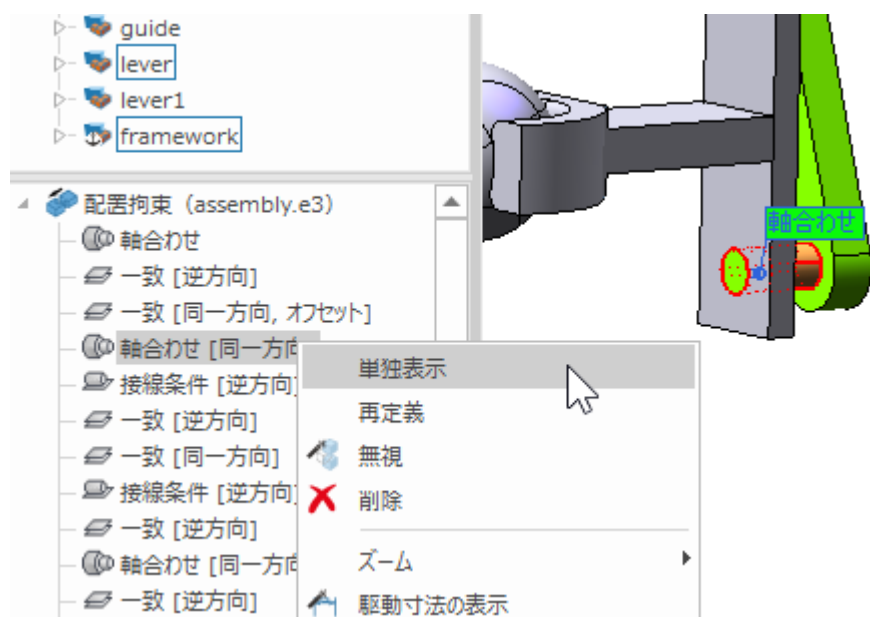 guide
lever
lever1
framework
配置拘束 (assembly.e3)
軸合わせ
一致 [逆方向]
一致 [同一方向, オフセット]
軸合わせ [同一方向
接線条件 [逆方向]
一致 [逆方向]
一致 [同一方向]
接線条件 [逆方向]
一致 [逆方向]
軸合わせ [同一方向
一致 [逆方向]
単独表示
再定義
無視
削除
ズーム
駆動寸法の表示
軸合わせ